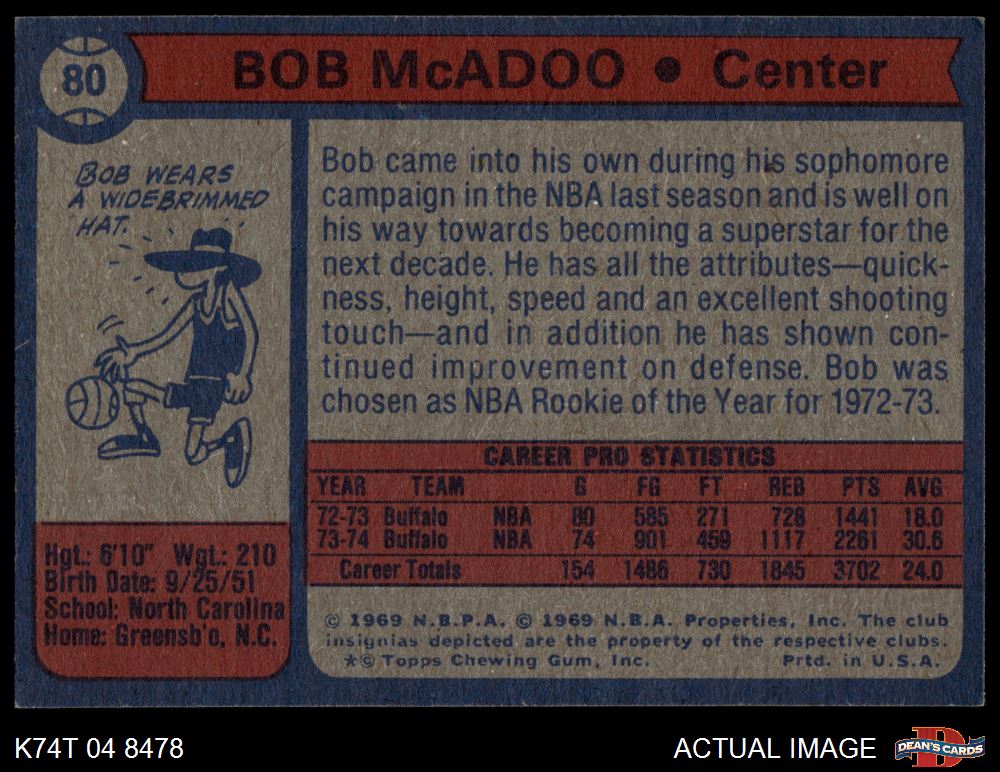 80
BOB McADOO • Center
BOB WEARS
A WIDEBRIMMED
HAT.
Bob came into his own during his sophomore
campaign in the NBA last season and is well on
his way towards becoming a superstar for the
next decade. He has all the attributes—quick-
ness, height, speed and an excellent shooting
touch—and in addition he has shown con-
tinued improvement on defense. Bob was
chosen as NBA Rookie of the Year for 1972-73.
Hgt.: 6'10" Wgt.: 210
Birth Date: 9/25/51
School: North Carolina
Home: Greensb o, N.C.
CAREER PRO STATISTICS
YEAR TEAM G FG FT REB PTS AVG
72-73 Buffalo NBA 80 585 271 728 1441 18.0
73-74 Buffalo NBA 74 901 459 1117 2261 30.6
Career Totals 154 1486 730 1845 3702 24.0
© 1969 N.B.P.A. © 1969 N.B.A. Properties, Inc. The club
insignias depicted are the property of the respective clubs.
★© Topps Chewing Gum, Inc. Prtd. in U.S.A.
K74T 04 8478
ACTUAL IMAGE
DEAN'S CARDS